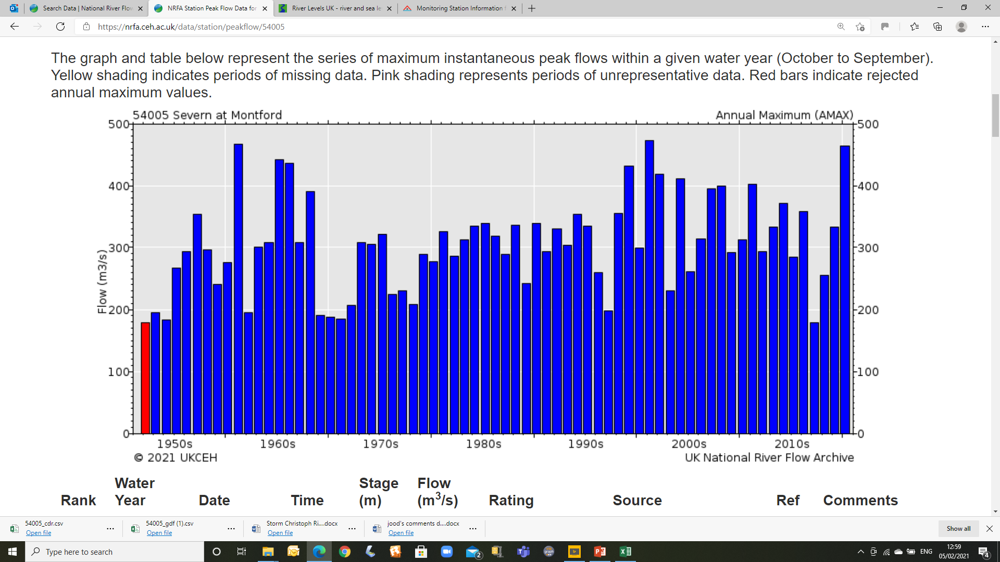 Search Data | National River Flow
NRFA Station Peak Flow Data for
River Levels UK - river and sea le
Monitoring Station Information f
https://nrfa.ceh.ac.uk/data/station/peakflow/54005
The graph and table below represent the series of maximum instantaneous peak flows within a given water year (October to September).
Yellow shading indicates periods of missing data. Pink shading represents periods of unrepresentative data. Red bars indicate rejected
annual maximum values.
54005 Severn at Montford
Annual Maximum (AMAX)
500
500
400
400
300
300
200
200
100
100
0
0
Flow (m3/s)
1950s
1960s
1970s
1980s
1990s
2000s
2010s
© 2021 UKCEH
UK National River Flow Archive
Rank
Water
Year
Date
Time
Stage
(m)
Flow
(m³/s)
Rating
Source
Ref
Comments
54005_cdr.csv
Open file
54005_gdf (1).csv
Open file
Storm Christoph Ri....docx
Open file
jood's comments d....docx
Open file
Show all
Type here to search
2
ENG
12:59
05/02/2021
4